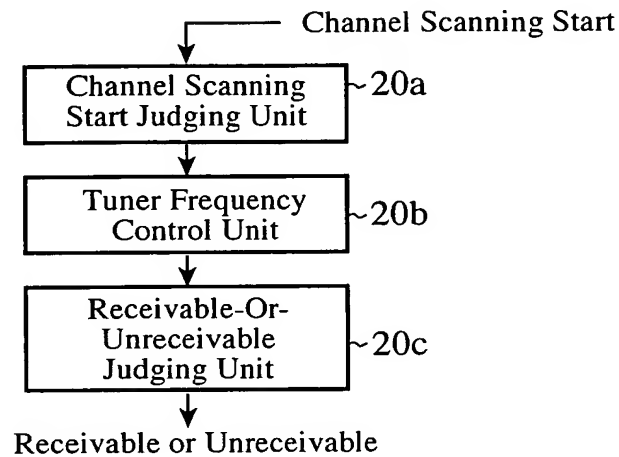 Channel Scanning Start
Channel Scanning
Start Judging Unit
20a
Tuner Frequency
Control Unit
20b
Receivable-Or-
Unreceivable
Judging Unit
20c
Receivable or Unreceivable